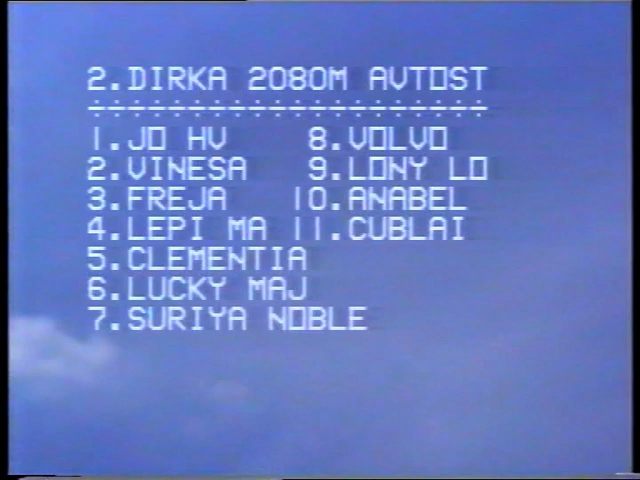 2.DIRKA 2080M AVTOST
÷÷÷÷÷÷÷÷÷÷÷÷÷÷÷÷÷÷÷÷
1.JO HV 8.VOLVO
2.VINESA 9.LONY LO
3.FREJA 10.ANABEL
4.LEPI MA 11.CUBLAI
5.CLEMENTIA
6.LUCKY MAJ
7.SURIYA NOBLE